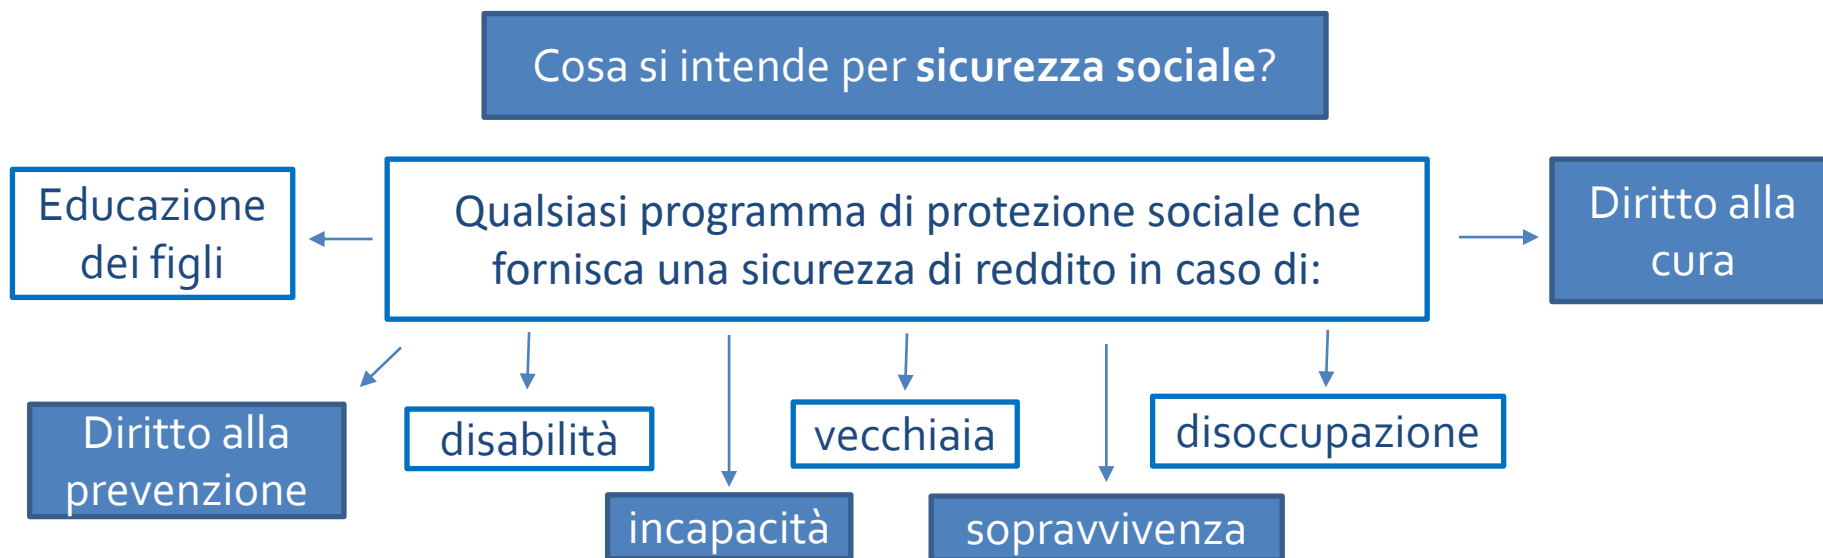 Cosa si intende per sicurezza sociale?
Educazione
dei figli
Qualsiasi programma di protezione sociale che
fornisca una sicurezza di reddito in caso di:
Diritto alla
cura
Diritto alla
prevenzione
disabilità
incapacità
vecchiaia
sopravvivenza
disoccupazione